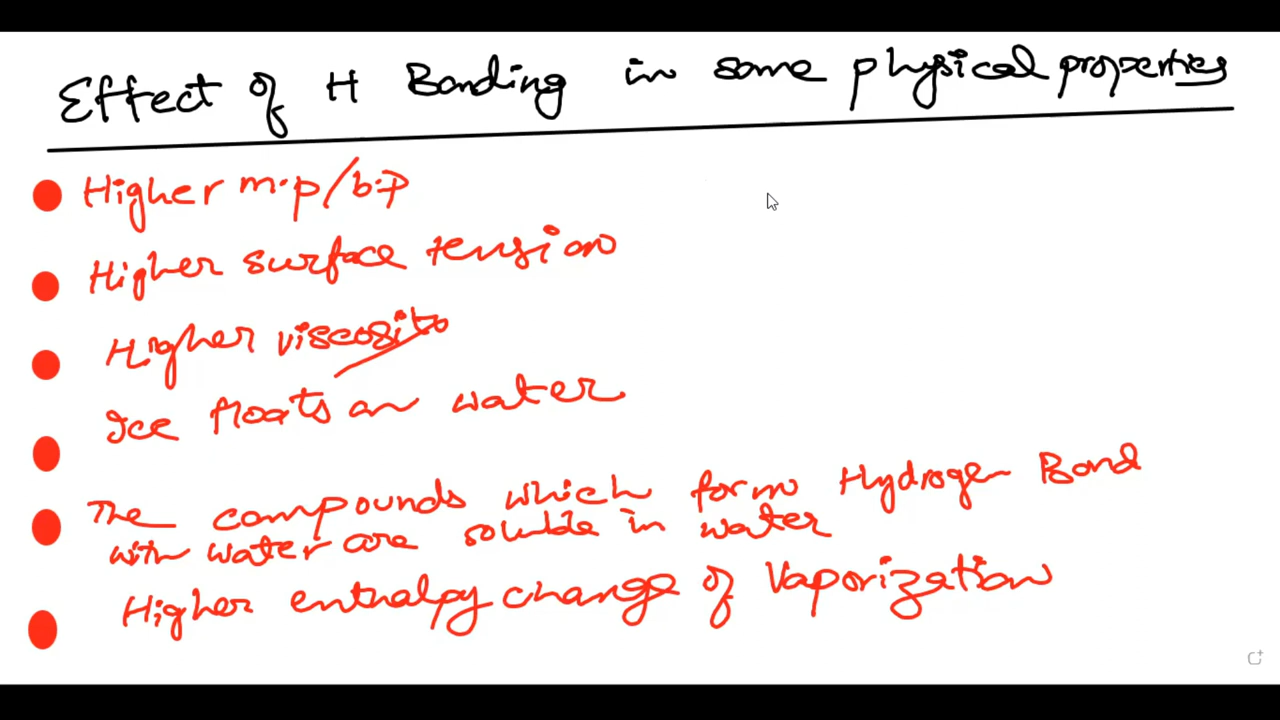 Effect of H Bonding in some physical properties
Higher m.p/b.p
Higher surface tension
Higher viscosity
Ice floats on water
The compounds which form Hydrogen Bond
with water are soluble in water
Higher enthalpy change of Vaporization